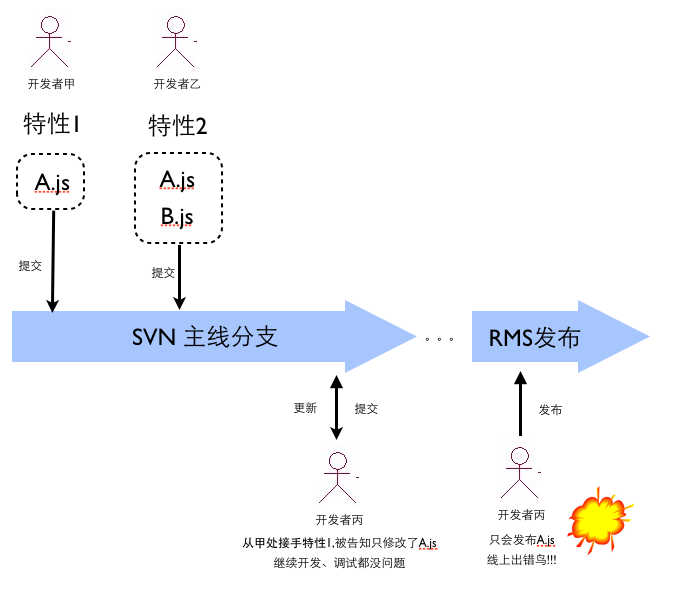 开发者甲
开发者乙
特性1
特性2
A.js
A.js
B.js
提交
提交
SVN 主线分支
。。。
RMS发布
更新
提交
发布
开发者丙
从甲处接手特性1,被告知只修改了A.js
继续开发、调试都没问题
开发者丙
只会发布A.js
线上出错鸟!!!